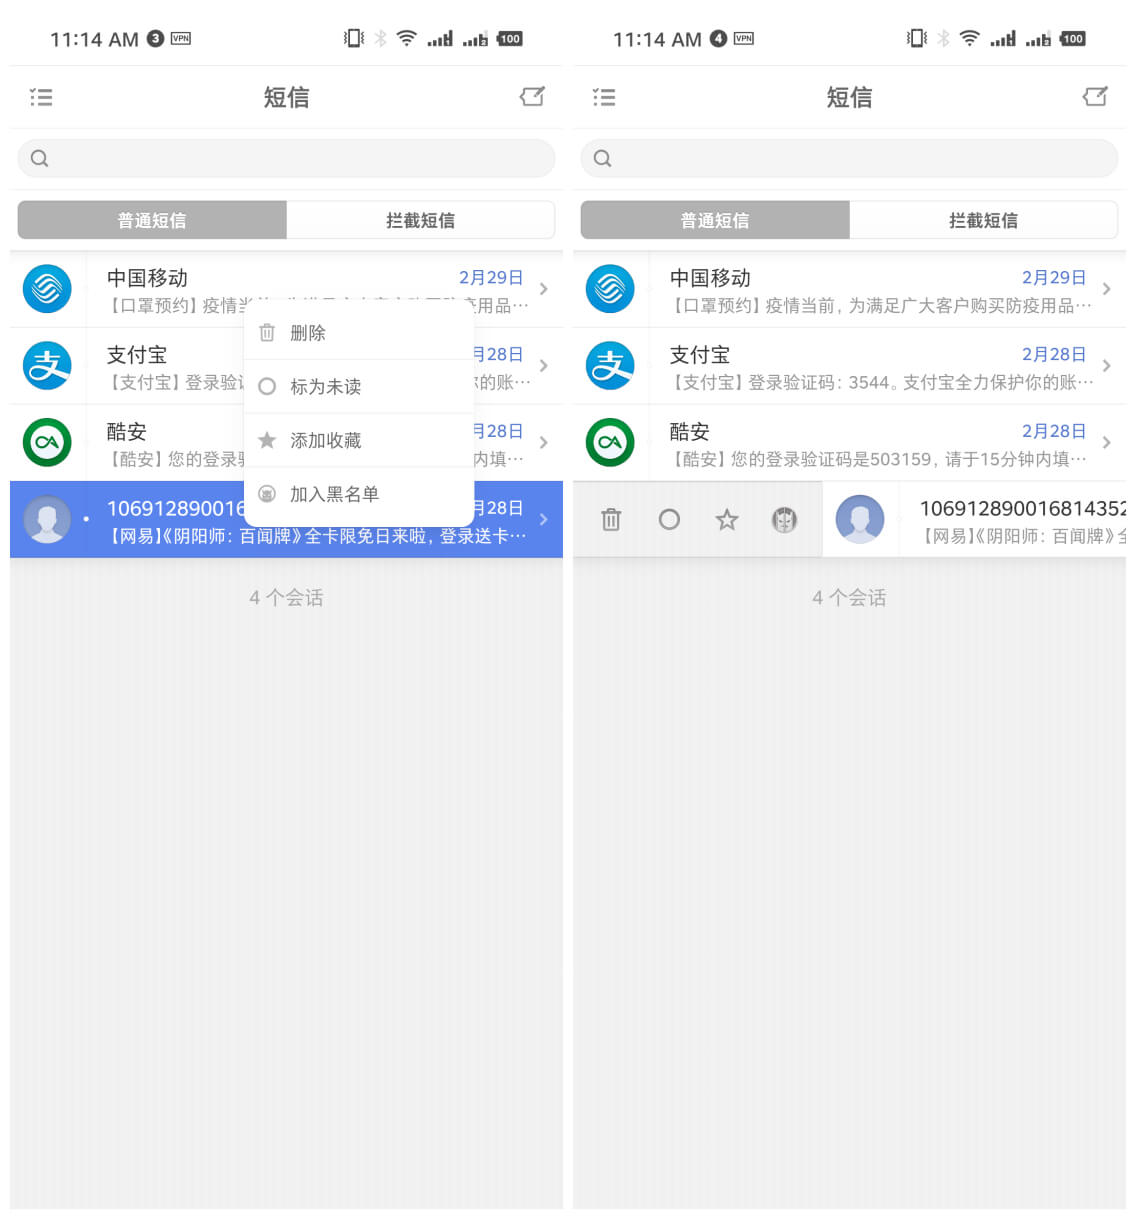 11:14 AM 3 VPN 100
短信
普通短信 拦截短信
中国移动 2月29日
【口罩预约】疫情当 用品…
支付宝 月28日
【支付宝】登录验 的账…
酷安 月28日
【酷安】您的登录 内填…
10691289001 月28日
【网易】《阴阳师：百闻牌》全卡限免日来啦，登录送卡…
删除
标为未读
添加收藏
加入黑名单
4 个会话
11:14 AM 4 VPN 100
短信
普通短信 拦截短信
中国移动 2月29日
【口罩预约】疫情当前，为满足广大客户购买防疫用品…
支付宝 2月28日
【支付宝】登录验证码：3544。支付宝全力保护你的账…
酷安 2月28日
【酷安】您的登录验证码是503159，请于15分钟内填…
106912890016814352
【网易】《阴阳师：百闻牌》全
4 个会话